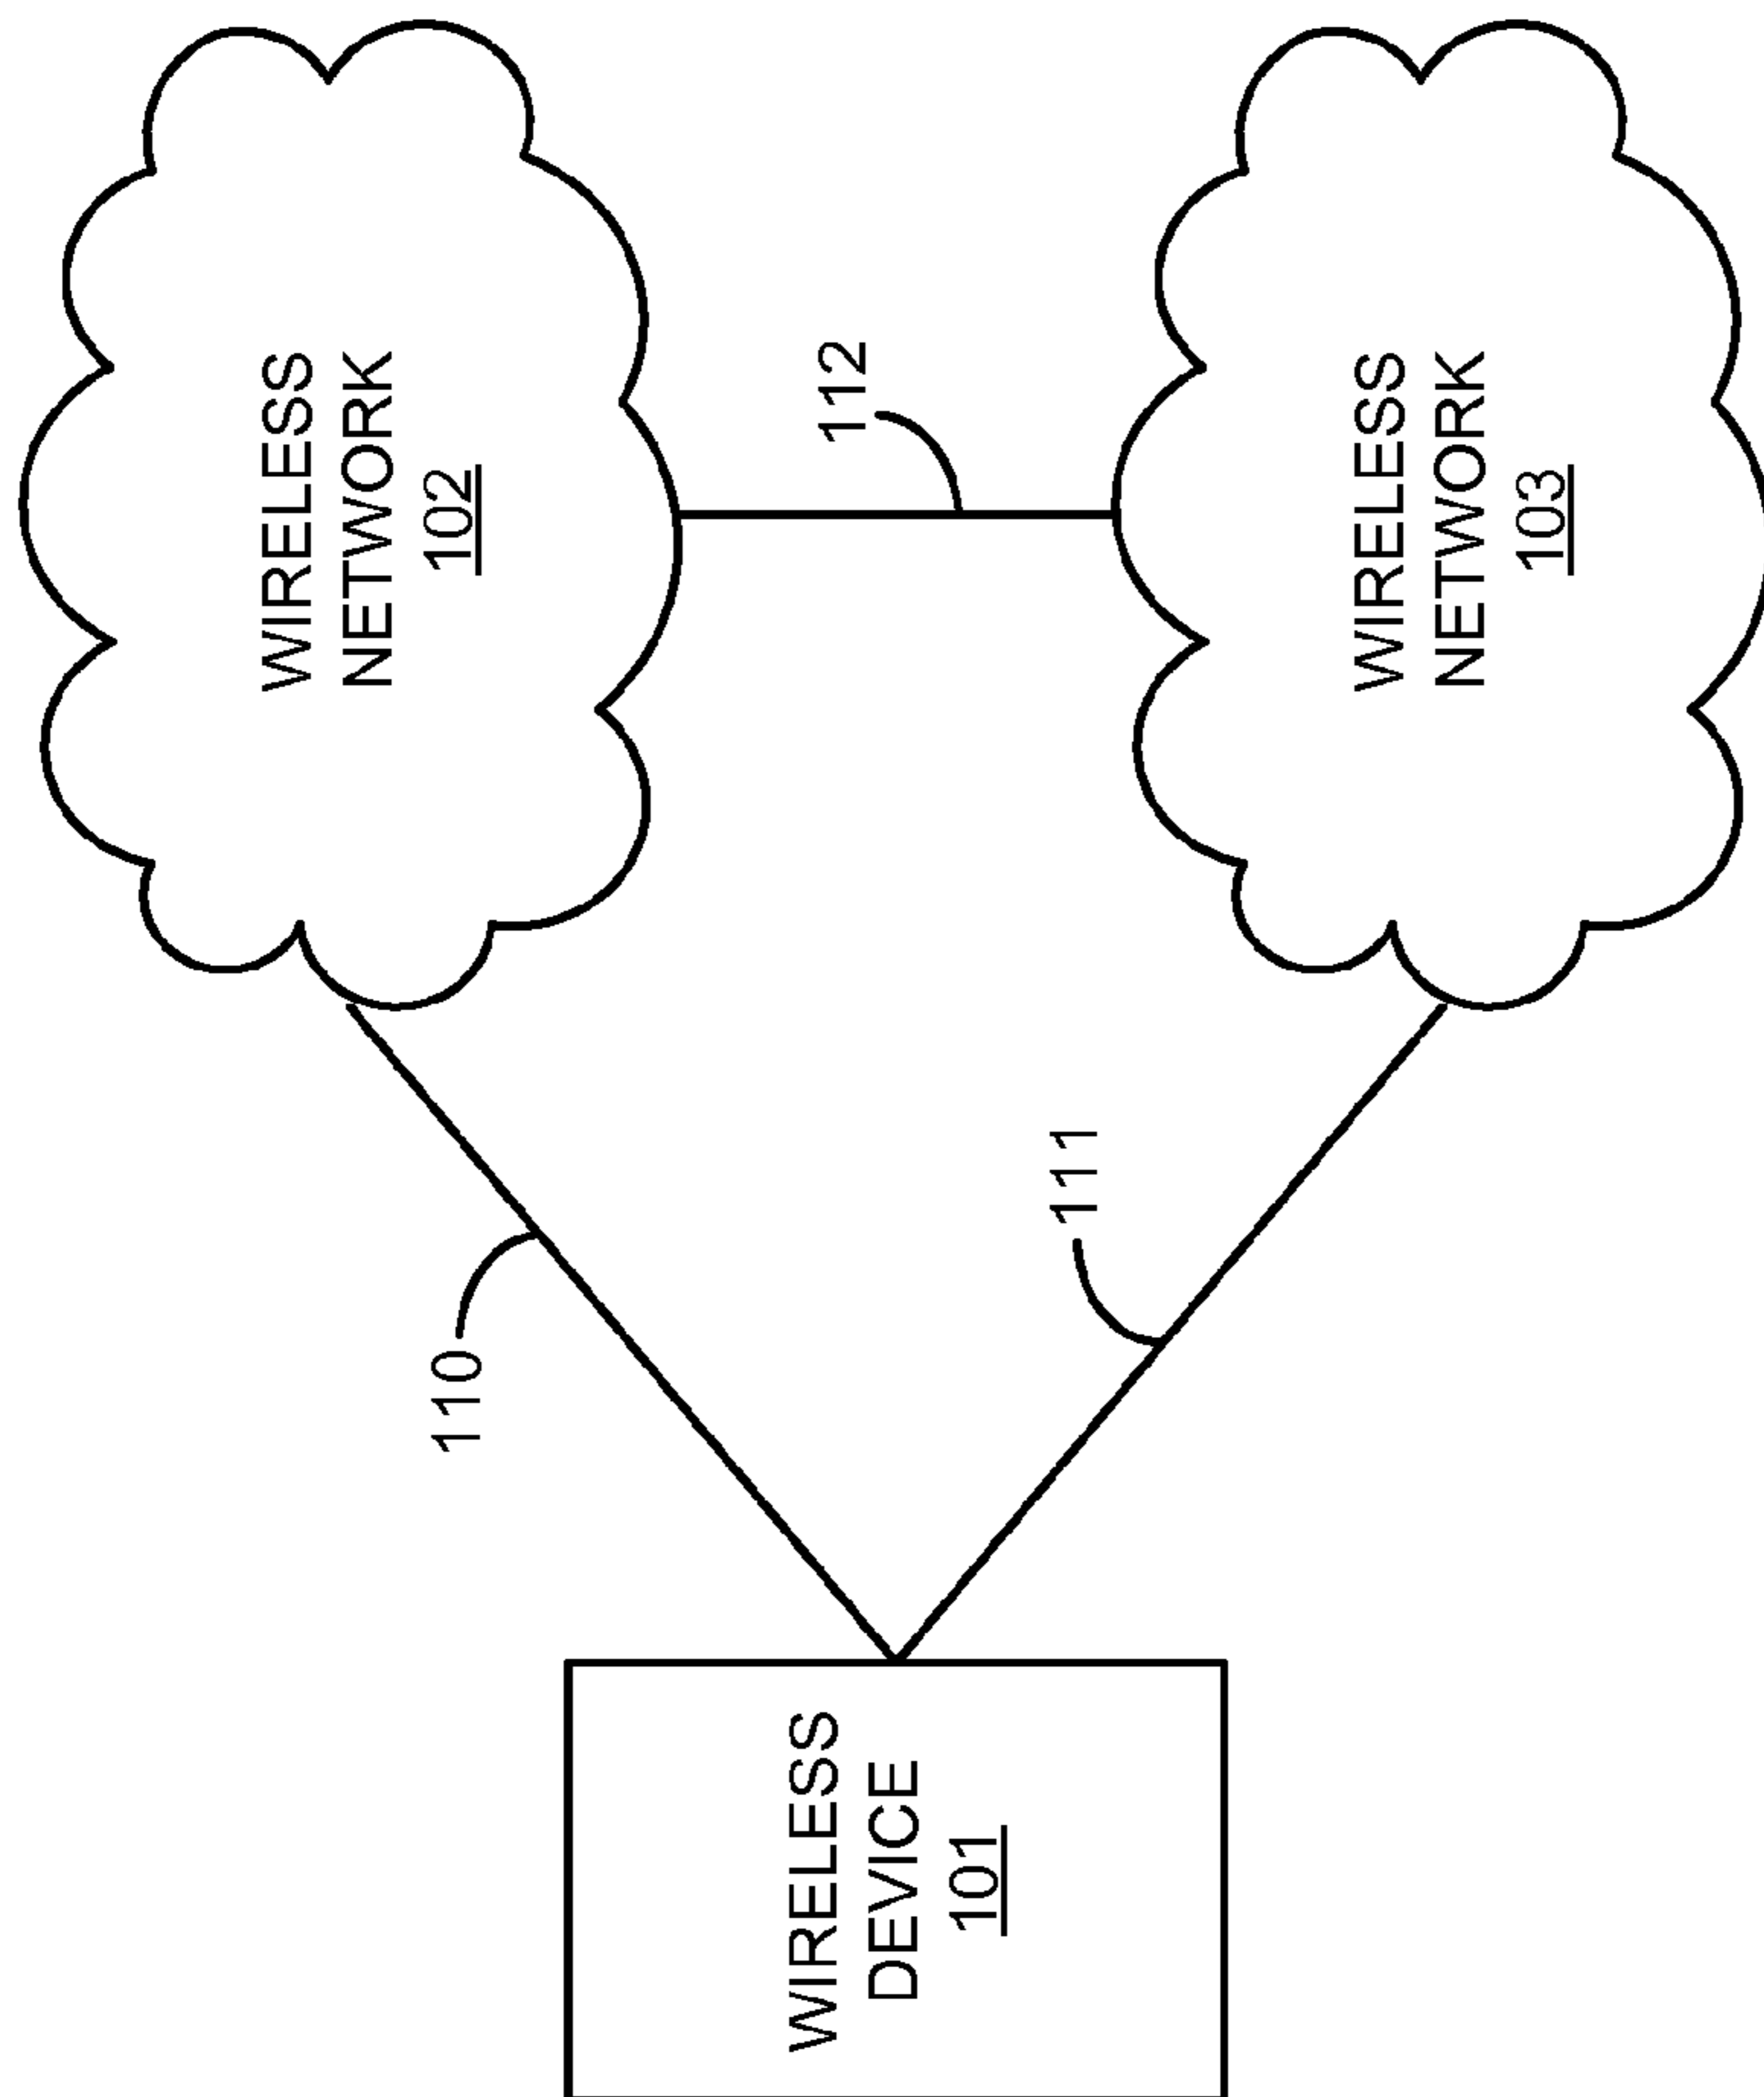 WIRELESS
NETWORK
102
112
110
WIRELESS
DEVICE
101
111
WIRELESS
NETWORK
103